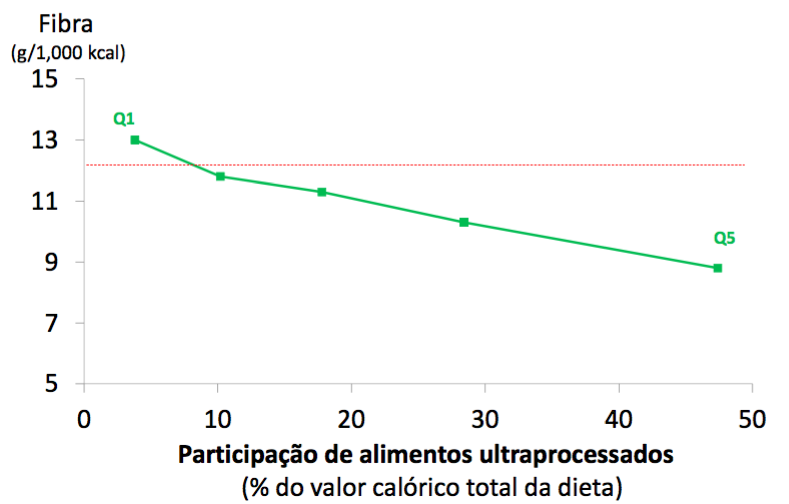 Fibra
(g/1,000 kcal)
15
13
11
9
7
5
Q1
Q5
0 10 20 30 40 50
Participação de alimentos ultraprocessados
(% do valor calórico total da dieta)